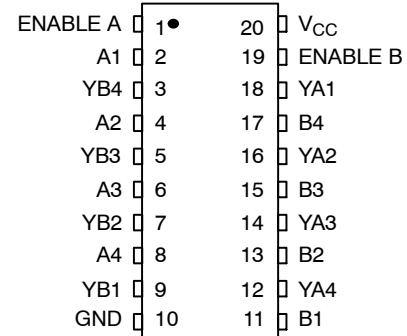 ENABLE A 1 20 VCC
A1 2 19 ENABLE B
YB4 3 18 YA1
A2 4 17 B4
YB3 5 16 YA2
A3 6 15 B3
YB2 7 14 YA3
A4 8 13 B2
YB1 9 12 YA4
GND 10 11 B1